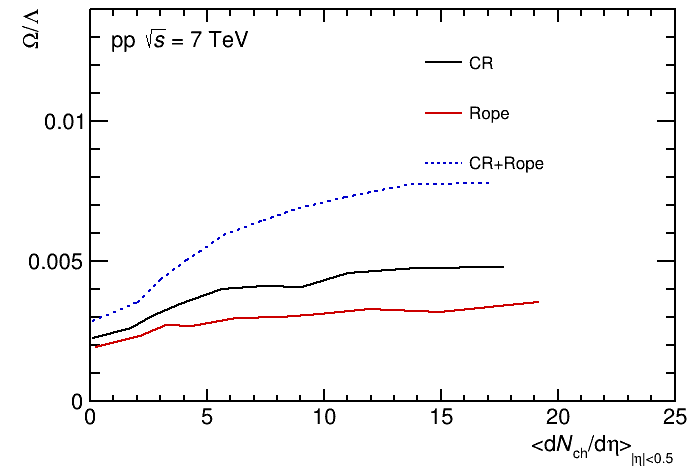 Ω/Λ
pp √s = 7 TeV
CR
Rope
CR+Rope
0.01
0.005
0
0 5 10 15 20 25
<dN_ch/dη>_|η|<0.5